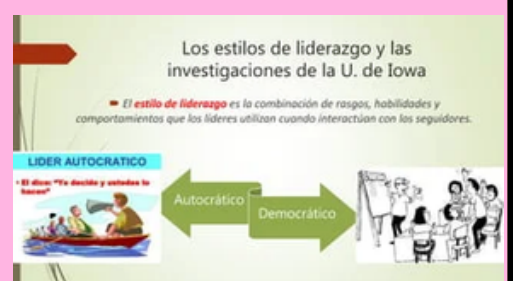 Los estilos de liderazgo y las
investigaciones de la U. de Iowa
El estilo de liderazgo es la combinación de rasgos, habilidades y
comportamientos que los líderes utilizan cuando interactúan con los seguidores.
LIDER AUTOCRATICO
• El dice: "Yo decido y ustedes lo
hacen"
Autocrático
Democrático